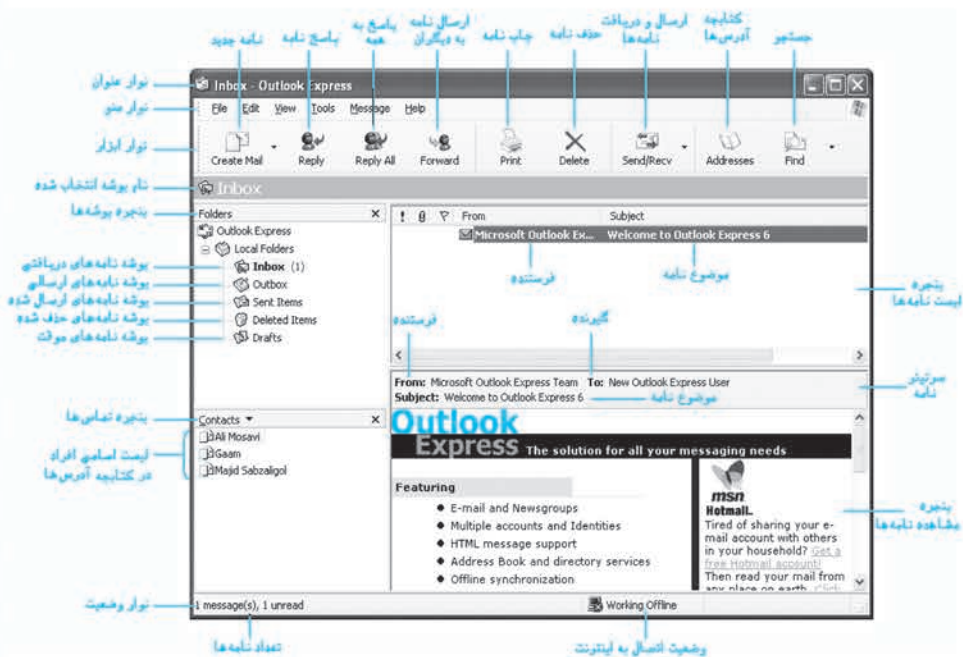 نامه جدید
پاسخ نامه
پاسخ به
همه
ارسال نامه
به دیگران
چاپ نامه
حذف نامه
ارسال و دریافت
نامه‌ها
کتابچه
آدرس‌ها
جستجو
نوار عنوان
Inbox - Outlook Express
نوار منو
File Edit View Tools Message Help
نوار ابزار
Create Mail Reply Reply All Forward Print Delete Send/Recv Addresses Find
نام پوشه انتخاب شده
Inbox
پنجره پوشه‌ها
Folders
Outlook Express
Local Folders
پوشه نامه‌های دریافتی
Inbox (1)
پوشه نامه‌های ارسالی
Outbox
پوشه نامه‌های ارسال شده
Sent Items
پوشه نامه‌های حذف شده
Deleted Items
پوشه نامه‌های موقت
Drafts
! From Subject
Microsoft Outlook Ex... Welcome to Outlook Express 6
فرستنده
موضوع نامه
پنجره
لیست نامه‌ها
فرستنده
گیرنده
From: Microsoft Outlook Express Team To: New Outlook Express User
Subject: Welcome to Outlook Express 6
موضوع نامه
سرتیتر
نامه
پنجره تماس‌ها
Contacts
لیست اسامی افراد
در کتابچه آدرس‌ها
Ali Mosavi
Gaam
Majid Sabzaligol
Outlook
Express The solution for all your messaging needs
Featuring
E-mail and Newsgroups
Multiple accounts and Identities
HTML message support
Address Book and directory services
Offline synchronization
msn
Hotmail.
Tired of sharing your e-
mail account with others
in your household? Get a
free Hotmail account!
Then read your mail from
any place on earth. Click
پنجره
مشاهده نامه‌ها
نوار وضعیت
1 message(s), 1 unread
Working Offline
تعداد نامه‌ها
وضعیت اتصال به اینترنت